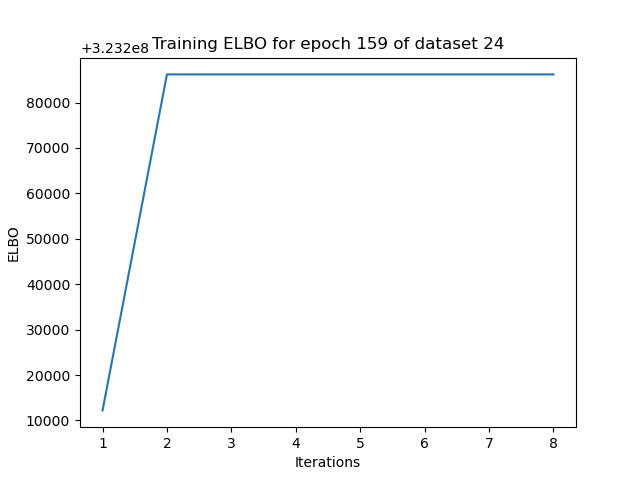 Training ELBO for epoch 159 of dataset 24
+3.232e8
80000
70000
60000
50000
40000
30000
20000
10000
ELBO
1 2 3 4 5 6 7 8
Iterations